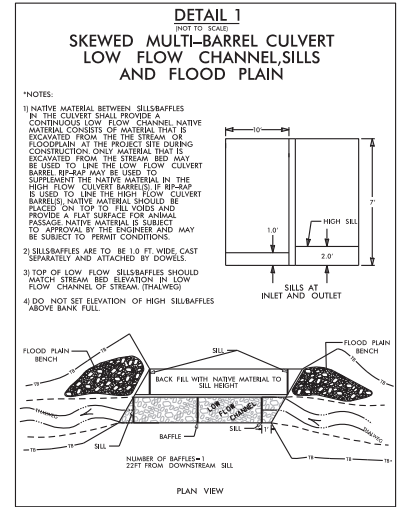 DETAIL 1
(NOT TO SCALE)
SKEWED MULTI-BARREL CULVERT
LOW FLOW CHANNEL,SILLS
AND FLOOD PLAIN
*NOTES:
1) NATIVE MATERIAL BETWEEN SILLS/BAFFLES
IN THE CULVERT SHALL PROVIDE A
CONTINUOUS LOW FLOW CHANNEL. NATIVE
MATERIAL CONSISTS OF MATERIAL THAT IS
EXCAVATED FROM THE THE STREAM OR
FLOODPLAIN AT THE PROJECT SITE DURING
CONSTRUCTION. ONLY MATERIAL THAT IS
EXCAVATED FROM THE STREAM BED MAY
BE USED TO LINE THE LOW FLOW CULVERT
BARREL. RIP-RAP MAY BE USED TO
SUPPLEMENT THE NATIVE MATERIAL IN THE
HIGH FLOW CULVERT BARREL(S). IF RIP-RAP
IS USED TO LINE THE HIGH FLOW CULVERT
BARREL(S), NATIVE MATERIAL SHOULD BE
PLACED ON TOP TO FILL VOIDS AND
PROVIDE A FLAT SURFACE FOR ANIMAL
PASSAGE. NATIVE MATERIAL IS SUBJECT
TO APPROVAL BY THE ENGINEER AND MAY
BE SUBJECT TO PERMIT CONDITIONS.
2) SILLS/BAFFLES ARE TO BE 1.0 FT. WIDE, CAST
SEPARATELY AND ATTACHED BY DOWELS.
3) TOP OF LOW FLOW SILLS/BAFFLES SHOULD
MATCH STREAM BED ELEVATION IN LOW
FLOW CHANNEL OF STREAM. (THALWEG)
4) DO NOT SET ELEVATION OF HIGH SILL/BAFFLES
ABOVE BANK FULL.
10'
7'
1.0'
HIGH SILL
2.0'
SILLS AT
INLET AND OUTLET
FLOOD PLAIN
BENCH
SILL
FLOOD PLAIN
BENCH
TB
TB
TB
TB
BACK FILL WITH NATIVE MATERIAL TO
SILL HEIGHT
THALWEG
LOW
FLOW
CHANNEL
THALWEG
SILL
BAFFLE
SILL
1'
TB
TB
TB
TB
TB
NUMBER OF BAFFLES=1
22FT FROM DOWNSTREAM SILL
PLAN VIEW